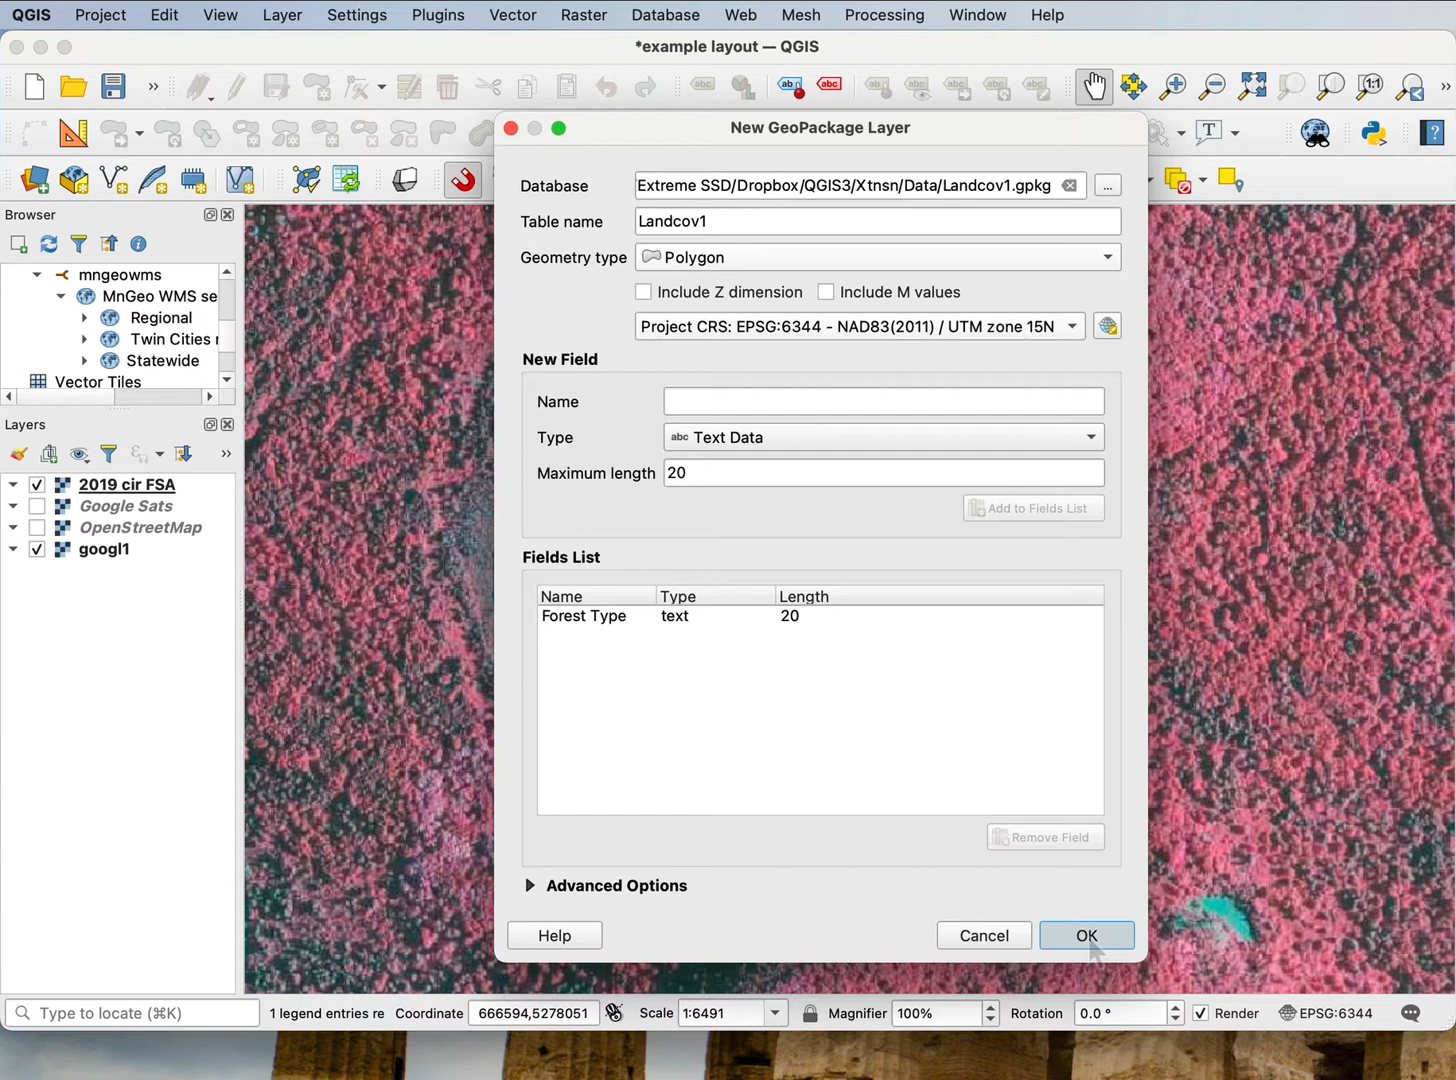 QGIS Project Edit View Layer Settings Plugins Vector Raster Database Web Mesh Processing Window Help
*example layout — QGIS
New GeoPackage Layer
Database Extreme SSD/Dropbox/QGIS3/Xtnsn/Data/Landcov1.gpkg ...
Table name Landcov1
Geometry type Polygon
Include Z dimension Include M values
Project CRS: EPSG:6344 - NAD83(2011) / UTM zone 15N
New Field
Name
Type abc Text Data
Maximum length 20
Add to Fields List
Fields List
Name Type Length
Forest Type text 20
Remove Field
Advanced Options
Help Cancel OK
Browser
mngeowms
MnGeo WMS se
Regional
Twin Cities r
Statewide
Vector Tiles
Layers
2019 cir FSA
Google Sats
OpenStreetMap
googl1
Type to locate (⌘K) 1 legend entries re Coordinate 666594,5278051 Scale 1:6491 Magnifier 100% Rotation 0.0 ° Render EPSG:6344